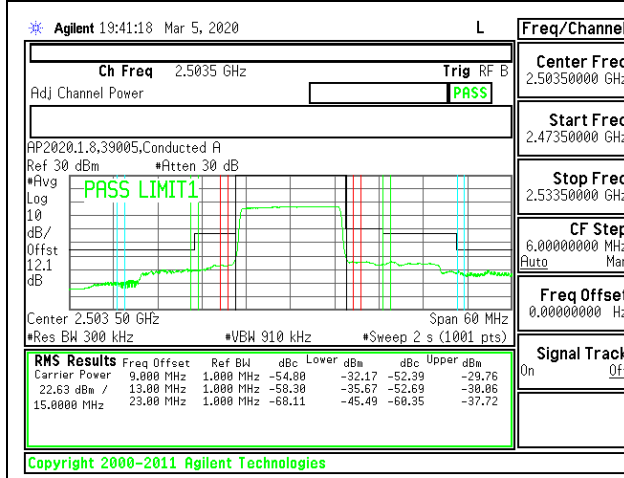 Agilent 19:41:18 Mar 5, 2020 L Freq/Channel
Ch Freq 2.5035 GHz Trig RF B
Adj Channel Power PASS
Center Freq
2.50350000 GHz
Start Freq
2.47350000 GHz
AP2020.1.8,39005,Conducted A
Ref 30 dBm #Atten 30 dB
#Avg
Log
10
dB/
Offst
12.1
dB
PASS LIMIT1
Stop Freq
2.53350000 GHz
CF Step
6.00000000 MHz
Auto Man
Freq Offset
0.00000000 Hz
Center 2.503 50 GHz Span 60 MHz
#Res BW 300 kHz #VBW 910 kHz #Sweep 2 s (1001 pts)
Signal Track
On Off
RMS Results Freq Offset Ref BW dBc Lower dBm dBc Upper dBm
Carrier Power 9.000 MHz 1.000 MHz -54.80 -32.17 -52.39 -29.76
22.63 dBm / 13.00 MHz 1.000 MHz -58.30 -35.67 -52.69 -30.06
15.0000 MHz 23.00 MHz 1.000 MHz -68.11 -45.49 -60.35 -37.72
Copyright 2000-2011 Agilent Technologies